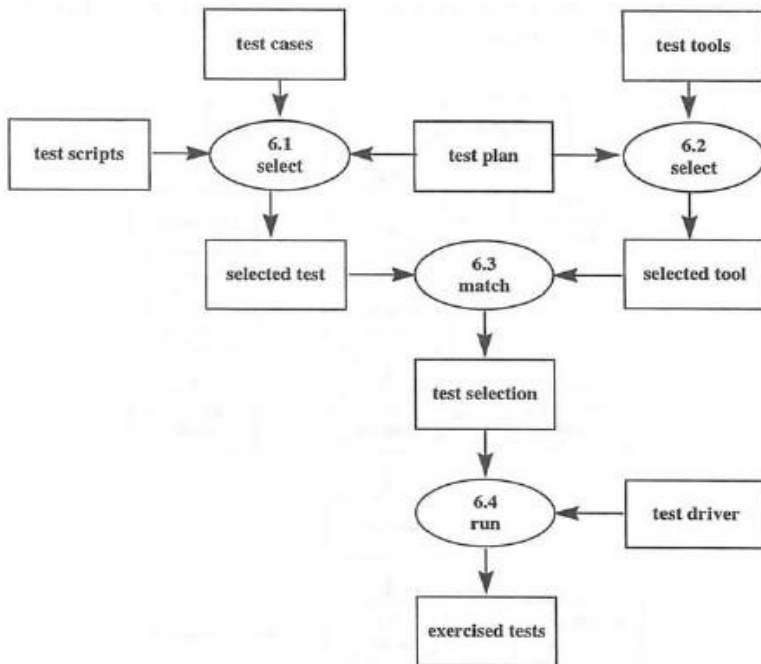 test cases
test tools
test scripts
6.1
select
test plan
6.2
select
selected test
6.3
match
selected tool
test selection
6.4
run
test driver
exercised tests